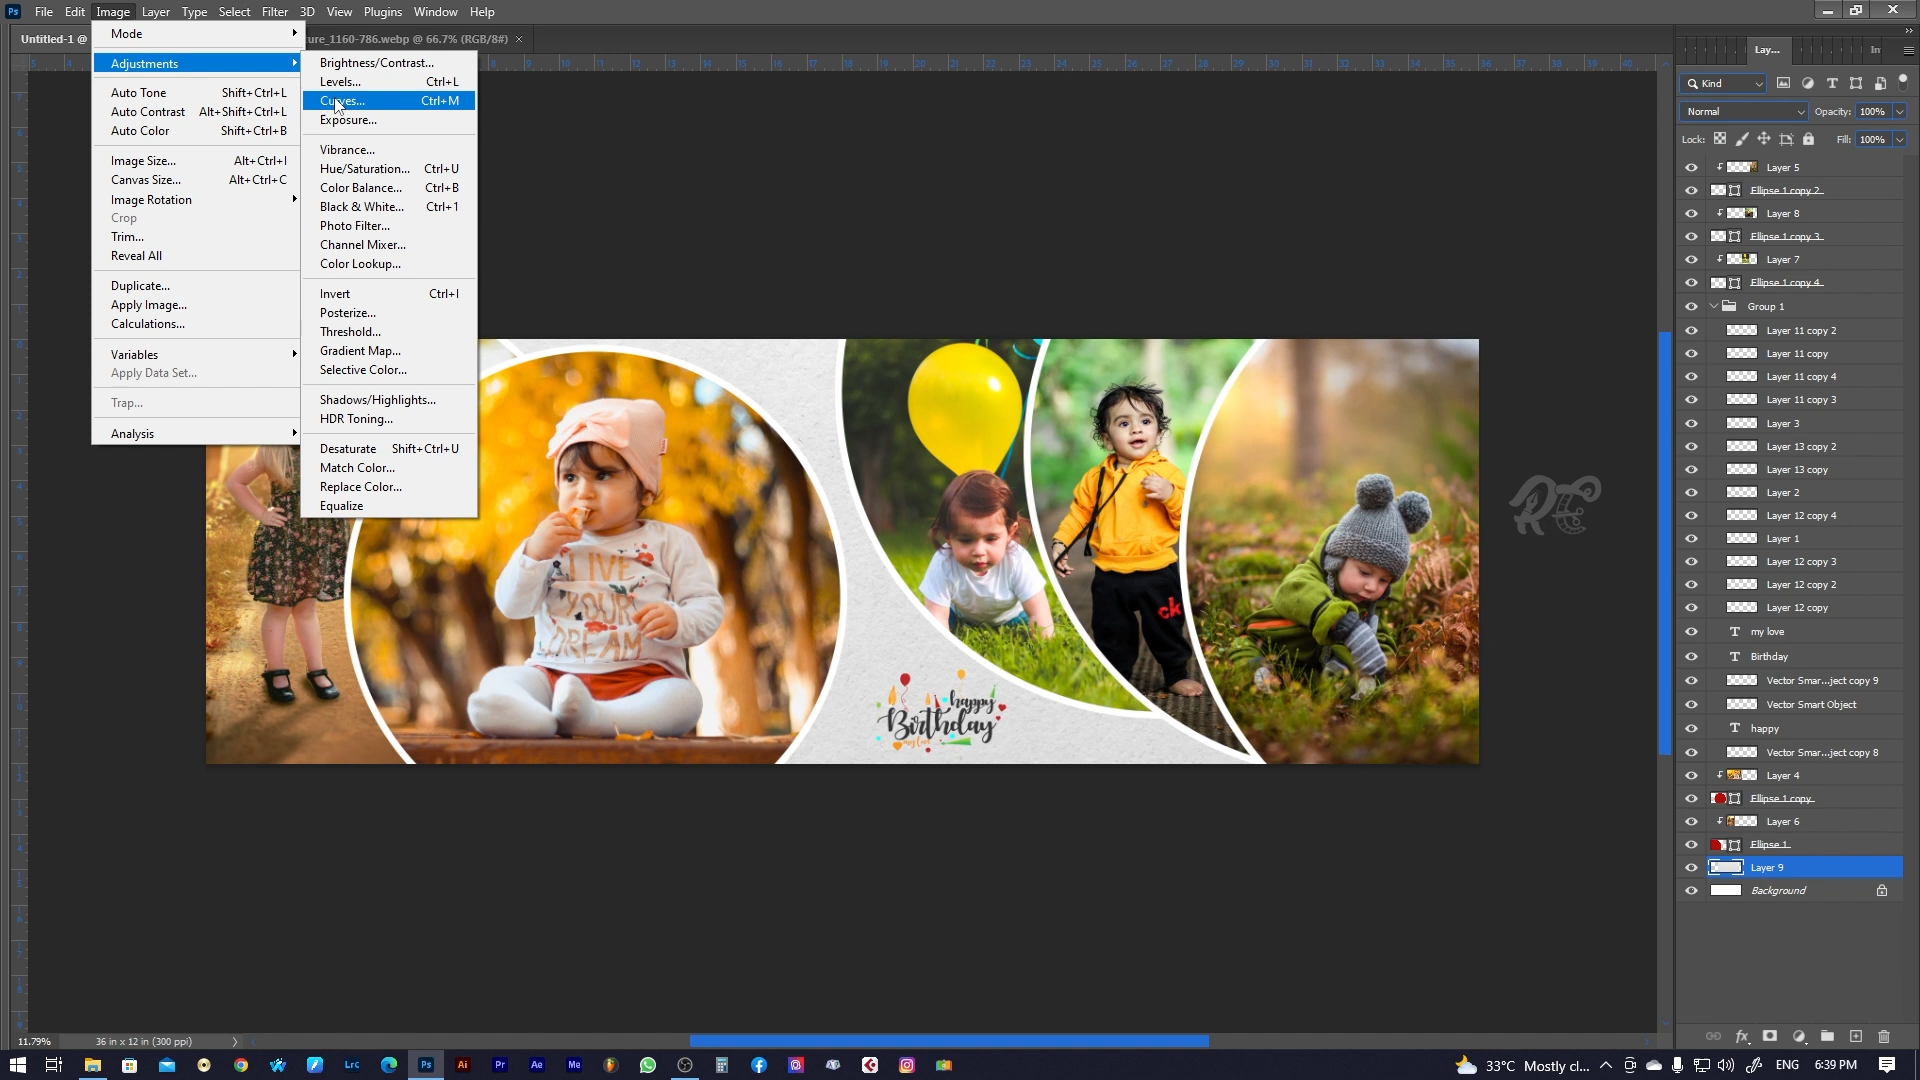 Ps File Edit Image Layer Type Select Filter 3D View Plugins Window Help
Untitled-1 @
ure_1160-786.webp @ 66.7% (RGB/8#) ×
Mode
Adjustments
Auto Tone Shift+Ctrl+L
Auto Contrast Alt+Shift+Ctrl+L
Auto Color Shift+Ctrl+B
Image Size... Alt+Ctrl+I
Canvas Size... Alt+Ctrl+C
Image Rotation
Crop
Trim...
Reveal All
Duplicate...
Apply Image...
Calculations...
Variables
Apply Data Set...
Trap...
Analysis
Brightness/Contrast...
Levels... Ctrl+L
Curves... Ctrl+M
Exposure...
Vibrance...
Hue/Saturation... Ctrl+U
Color Balance... Ctrl+B
Black & White... Ctrl+1
Photo Filter...
Channel Mixer...
Color Lookup...
Invert Ctrl+I
Posterize...
Threshold...
Gradient Map...
Selective Color...
Shadows/Highlights...
HDR Toning...
Desaturate Shift+Ctrl+U
Match Color...
Replace Color...
Equalize
LIVE
YOUR
DREAM
ck
happy
Birthday
my love
Lay...
In
Kind
Normal Opacity: 100%
Lock: Fill: 100%
Layer 5
Ellipse 1 copy 2
Layer 8
Ellipse 1 copy 3
Layer 7
Ellipse 1 copy 4
Group 1
Layer 11 copy 2
Layer 11 copy
Layer 11 copy 4
Layer 11 copy 3
Layer 3
Layer 13 copy 2
Layer 13 copy
Layer 2
Layer 12 copy 4
Layer 1
Layer 12 copy 3
Layer 12 copy 2
Layer 12 copy
my love
Birthday
Vector Smar...ject copy 9
Vector Smart Object
happy
Vector Smar...ject copy 8
Layer 4
Ellipse 1 copy
Layer 6
Ellipse 1
Layer 9
Background
11.79% 36 in x 12 in (300 ppi)
Lrc Ps Ai Pr Ae Me
33°C Mostly cl... ENG 6:39 PM